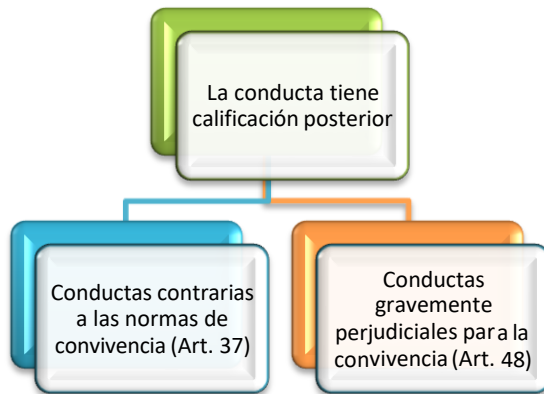 La conducta tiene
calificación posterior
Conductas contrarias
a las normas de
convivencia (Art. 37)
Conductas
gravemente
perjudiciales para la
convivencia (Art. 48)